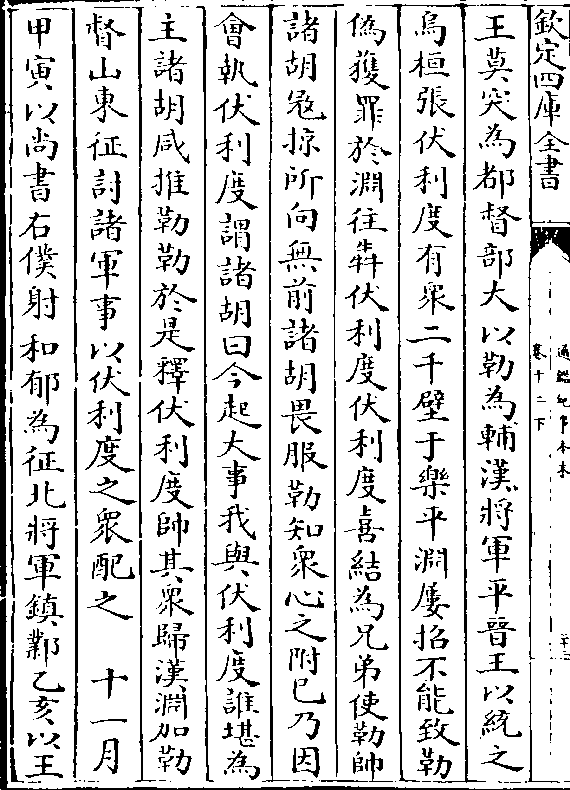 欽定四庫全書
通鑑紀事本末
卷十二下
王莫突為都督部大以勒為輔漢將軍平晉王以統之
烏桓張伏利度有衆二千壁于樂平淵屢招不能致勒
偽獲罪於淵往犇伏利度伏利度喜結為兄弟使勒帥
諸胡冦掠所向無前諸胡畏服勒知衆心之附已乃因
會執伏利度謂諸胡曰今起大事我與伏利度誰堪為
主諸胡咸推勒勒於是釋伏利度帥其衆歸漢淵加勒
督山東征討諸軍事以伏利度之衆配之　十一月
甲寅以尚書右僕射和郁為征北將軍鎮鄴乙亥以王